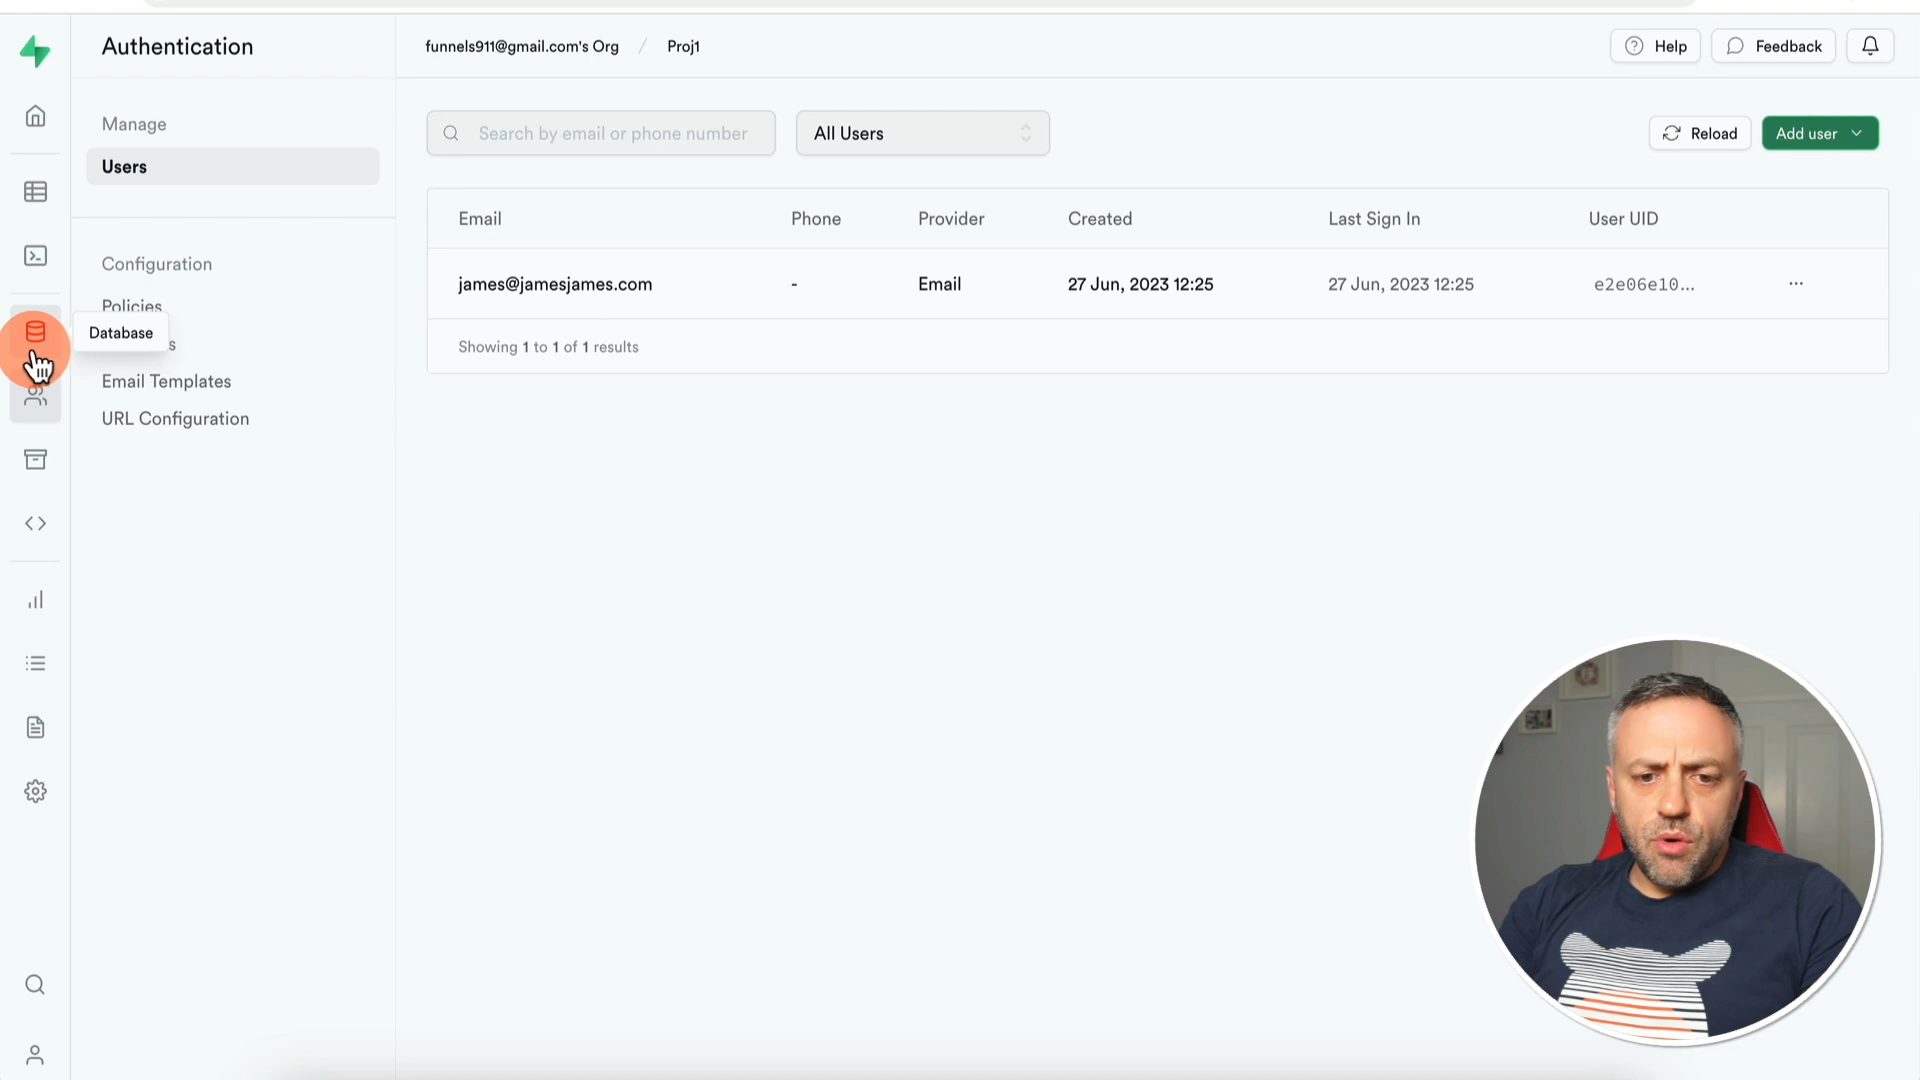 Authentication
funnels911@gmail.com's Org / Proj1
Help
Feedback
Manage
Users
Search by email or phone number
All Users
Reload
Add user
Email Phone Provider Created Last Sign In User UID
james@jamesjames.com - Email 27 Jun, 2023 12:25 27 Jun, 2023 12:25 e2e06e10...
Showing 1 to 1 of 1 results
Configuration
Policies
Database
s
Email Templates
URL Configuration